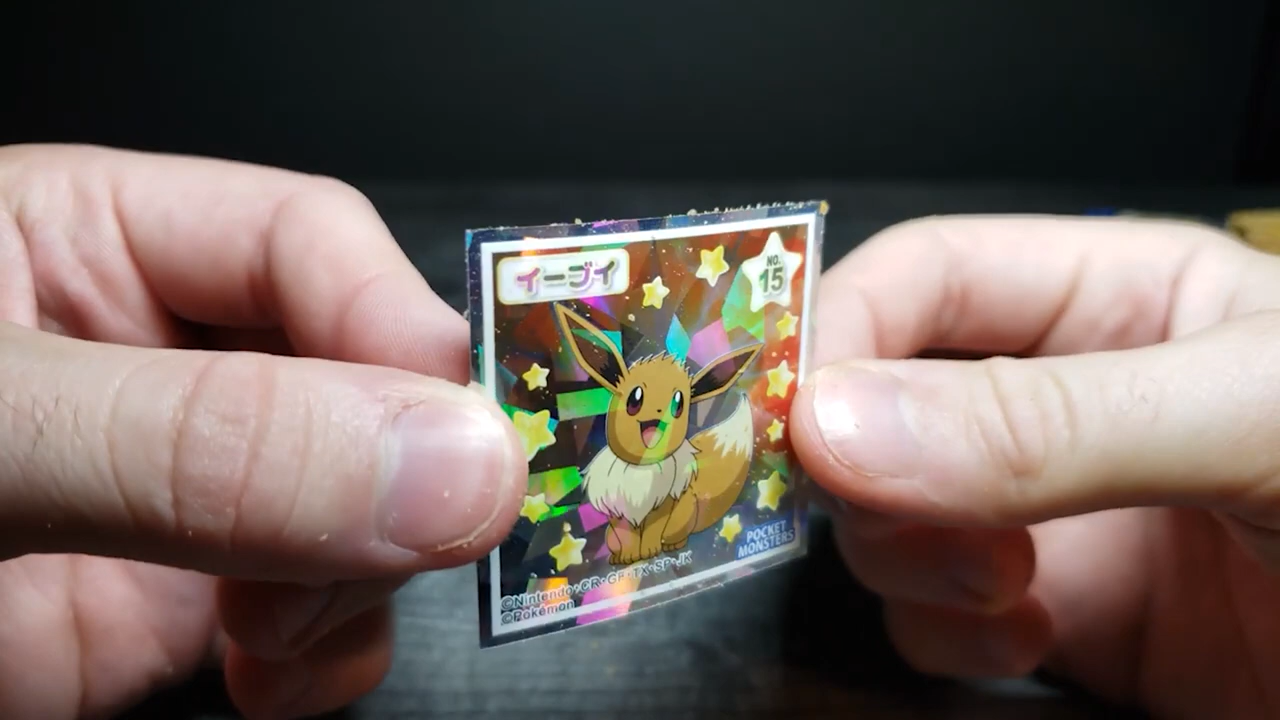 イーブイ
NO.
15
POCKET
MONSTERS
©Nintendo・CR・GF・TX・SP・JK
©Pokémon